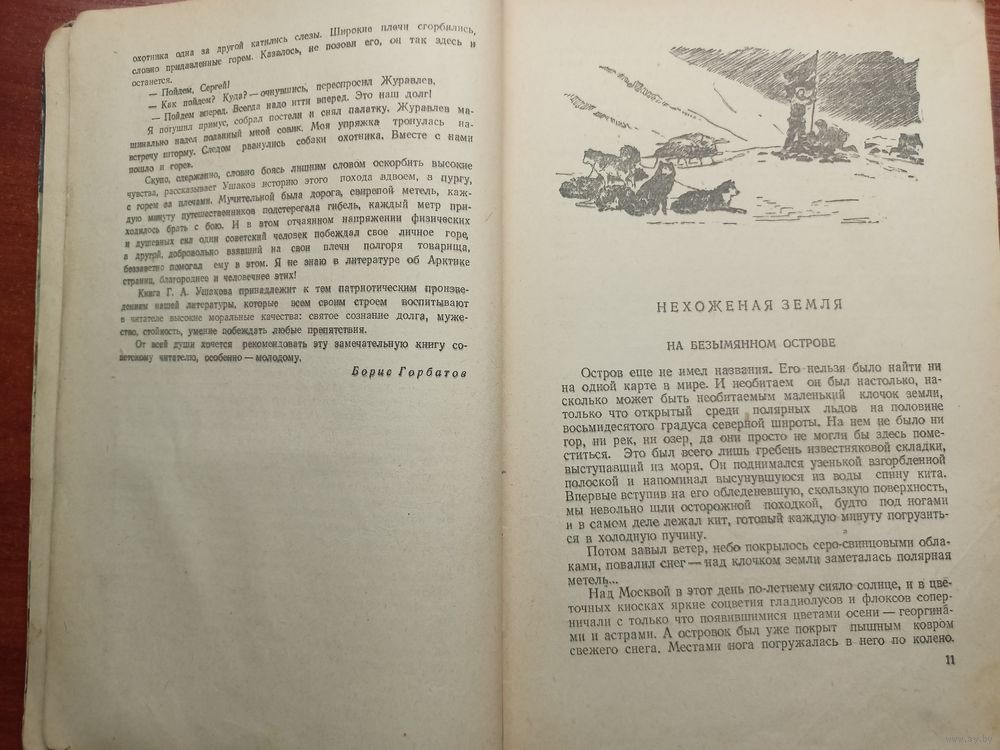 охотника одна за другой катились слезы. Широкие плечи сгорбились,
словно придавленные горем. Казалось, не позови его, он так здесь и
останется.
— Пойдем, Сергей!
— Как пойдем? Куда? — очнувшись, переспросил Журавлев.
— Пойдем вперед. Всегда надо итти вперед. Это наш долг!
Я потушил примус, собрал постели и снял палатку. Журавлев ма-
шинально надел поданный мной совик. Моя упряжка тронулась на-
встречу шторму. Следом рванулись собаки охотника. Вместе с нами
пошло и горе».
Скупо, сдержанно, словно боясь лишним словом оскорбить высокие
чувства, рассказывает Ушаков историю этого похода вдвоем, в пургу,
с горем за плечами. Мучительной была дорога, свирепой метель, каж-
дую минуту путешественников подстерегала гибель, каждый метр при-
ходилось брать с бою. И в этом отчаянном напряжении физических
и душевных сил один советский человек побеждал свое личное горе,
а другой, добровольно взявший на свои плечи полгоря товарища,
беззаветно помогал ему в этом. Я не знаю в литературе об Арктике
страниц, благороднее и человечнее этих!
Книга Г. А. Ушакова принадлежит к тем патриотическим произве-
дениям нашей литературы, которые всем своим строем воспитывают
в читателе высокие моральные качества: святое сознание долга, муже-
ство, стойкость, умение побеждать любые препятствия.
От всей души хочется рекомендовать эту замечательную книгу со-
ветскому читателю, особенно — молодому.
Борис Горбатов
НЕХОЖЕНАЯ ЗЕМЛЯ
НА БЕЗЫМЯННОМ ОСТРОВЕ
Остров еще не имел названия. Его нельзя было найти ни
на одной карте в мире. И необитаем он был настолько, на-
сколько может быть необитаемым маленький клочок земли,
только что открытый среди полярных льдов на половине
восьмидесятого градуса северной широты. На нем не было ни
гор, ни рек, ни озер, да они просто не могли бы здесь поме-
ститься. Это был всего лишь гребень известняковой складки,
выступавший из моря. Он поднимался узенькой взгорбленной
полоской и напоминал высунувшуюся из воды спину кита.
Впервые вступив на его обледеневшую, скользкую поверхность,
мы невольно шли осторожной походкой, будто под ногами
и в самом деле лежал кит, готовый каждую минуту погрузить-
ся в холодную пучину.
Потом завыл ветер, небо покрылось серо-свинцовыми обла-
ками, повалил снег — над клочком земли заметалась полярная
метель...
Над Москвой в этот день по-летнему сияло солнце, и в цве-
точных киосках яркие соцветия гладиолусов и флоксов сопер-
ничали с только что появившимися цветами осени — георгина-
ми и астрами. А островок был уже покрыт пышным ковром
свежего снега. Местами нога погружалась в него по колено.
11
www.ay.by